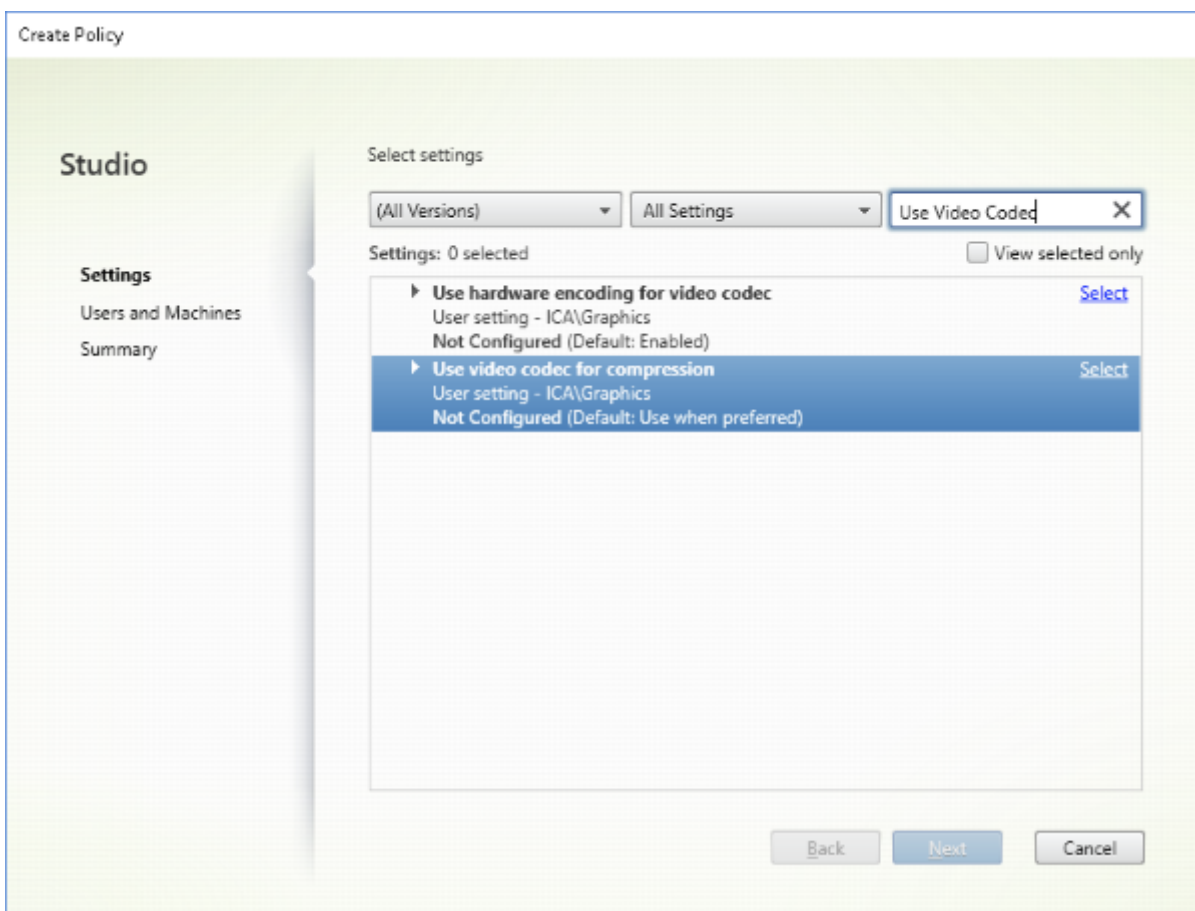 Create Policy
Studio
Settings
Users and Machines
Summary
Select settings
(All Versions) All Settings Use Video Codec
Settings: 0 selected View selected only
Use hardware encoding for video codec Select
User setting - ICA\Graphics
Not Configured (Default: Enabled)
Use video codec for compression Select
User setting - ICA\Graphics
Not Configured (Default: Use when preferred)
Back Next Cancel